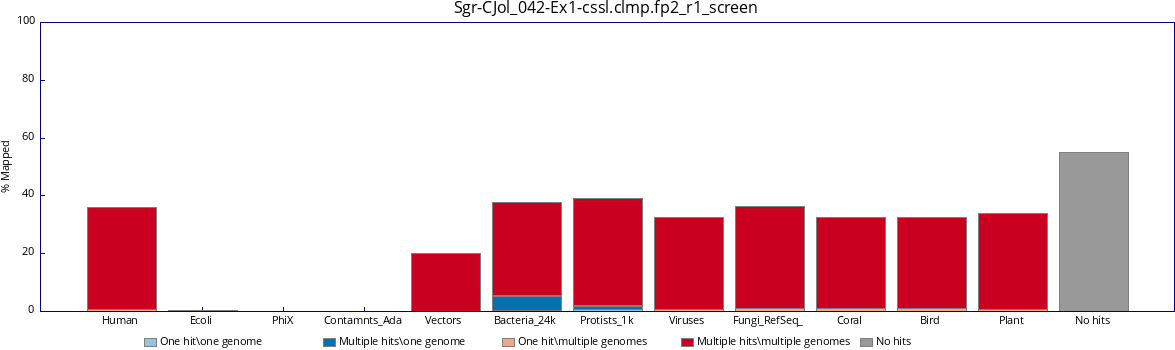 Sgr-CJol_042-Ex1-cssl.clmp.fp2_r1_screen
100
80
60
40
20
0
% Mapped
Human Ecoli PhiX Contamnts_Ada Vectors Bacteria_24k Protists_1k Viruses Fungi_RefSeq_ Coral Bird Plant No hits
One hit\one genome Multiple hits\one genome One hit\multiple genomes Multiple hits\multiple genomes No hits